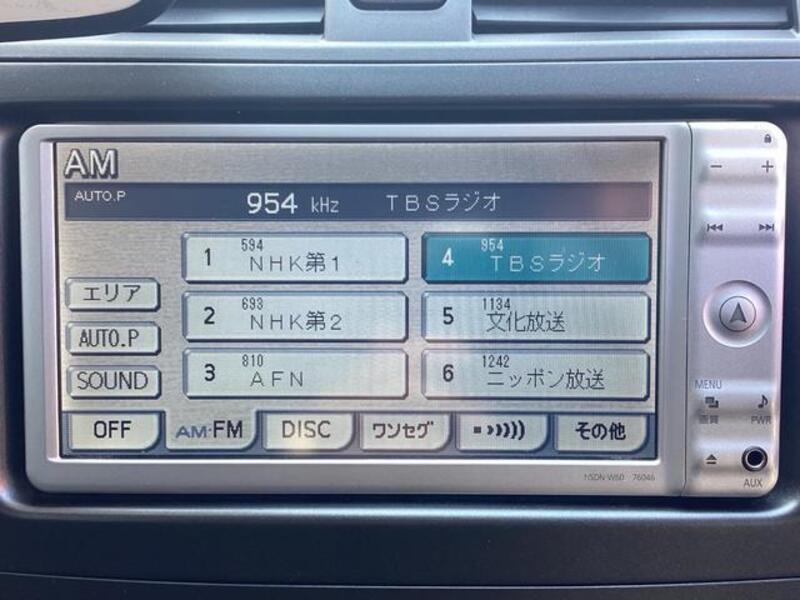 AM
AUTO.P
954 kHz TBSラジオ
1 594 NHK第1
4 954 TBSラジオ
エリア
2 693 NHK第2
5 1134 文化放送
AUTO.P
3 810 AFN
6 1242 ニッポン放送
SOUND
OFF
AM・FM
DISC
ワンセグ
その他
MENU
画質
PWR
AUX
NSDN-W60 76046